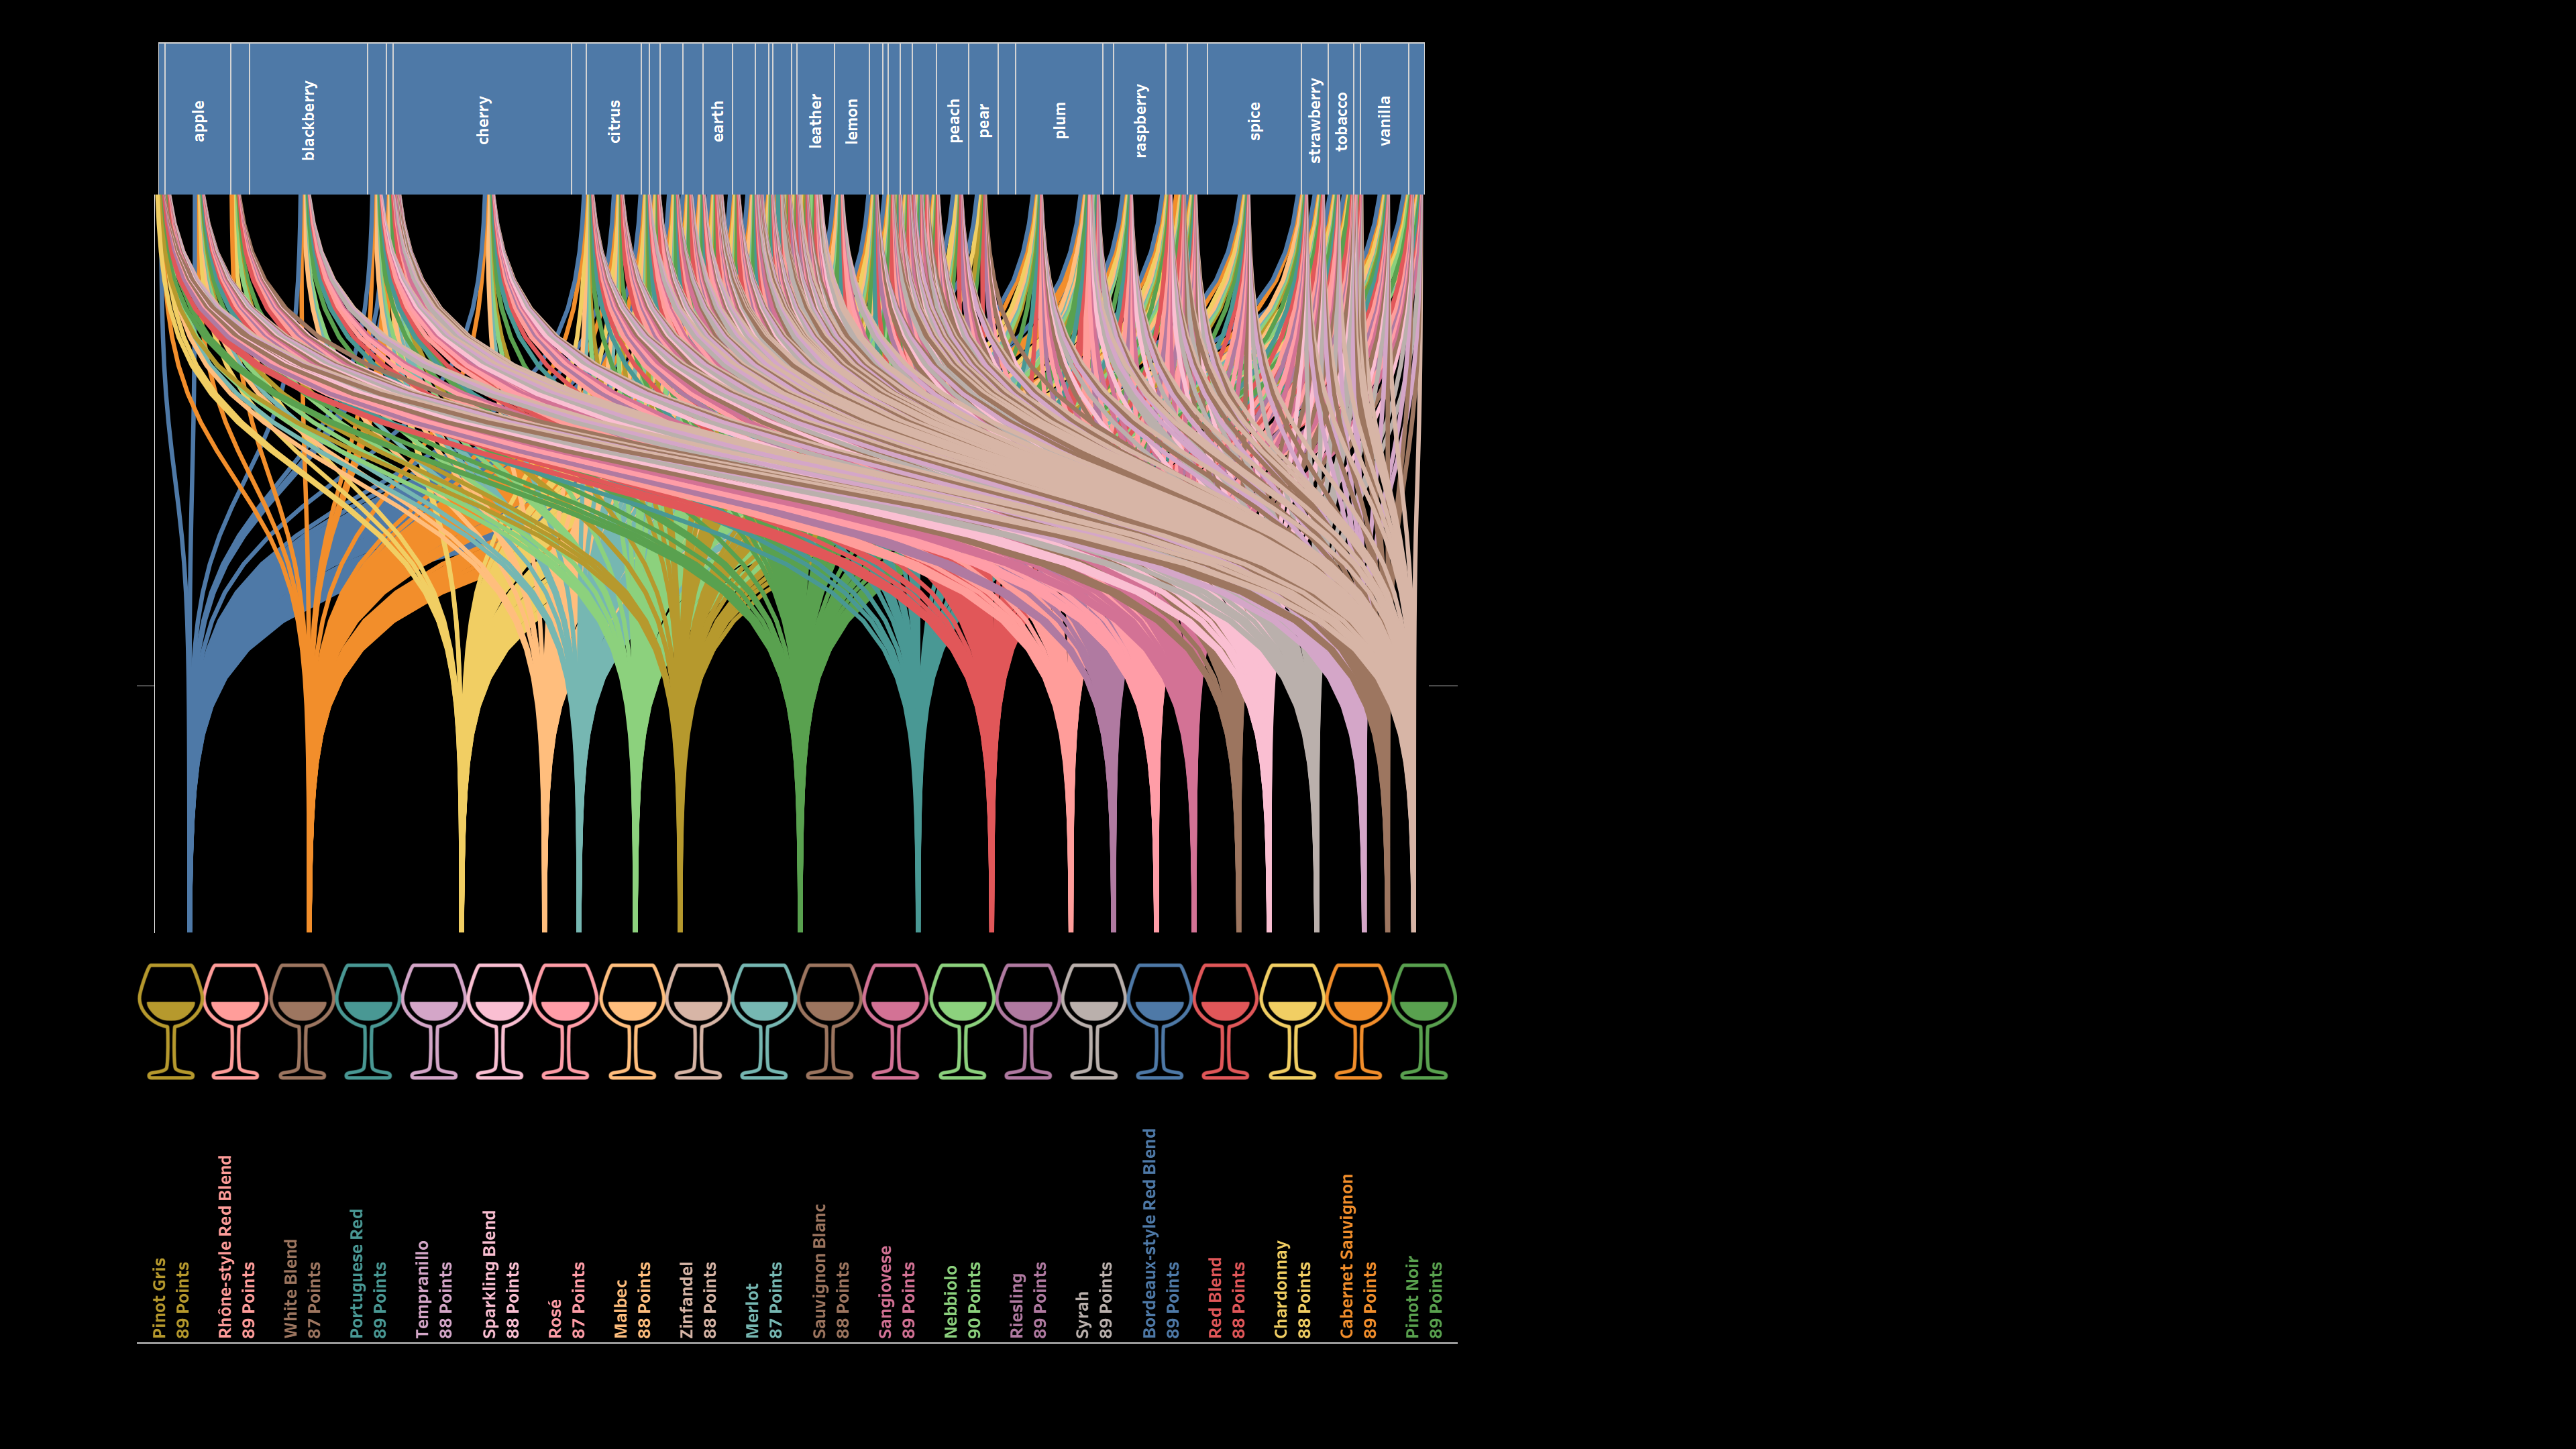 apple
blackberry
cherry
citrus
earth
leather
lemon
peach
pear
plum
raspberry
spice
strawberry
tobacco
vanilla
Pinot Gris
89 Points
Rhône-style Red Blend
89 Points
White Blend
87 Points
Portuguese Red
89 Points
Tempranillo
88 Points
Sparkling Blend
88 Points
Rosé
87 Points
Malbec
88 Points
Zinfandel
88 Points
Merlot
87 Points
Sauvignon Blanc
88 Points
Sangiovese
89 Points
Nebbiolo
90 Points
Riesling
89 Points
Syrah
89 Points
Bordeaux-style Red Blend
89 Points
Red Blend
88 Points
Chardonnay
88 Points
Cabernet Sauvignon
89 Points
Pinot Noir
89 Points